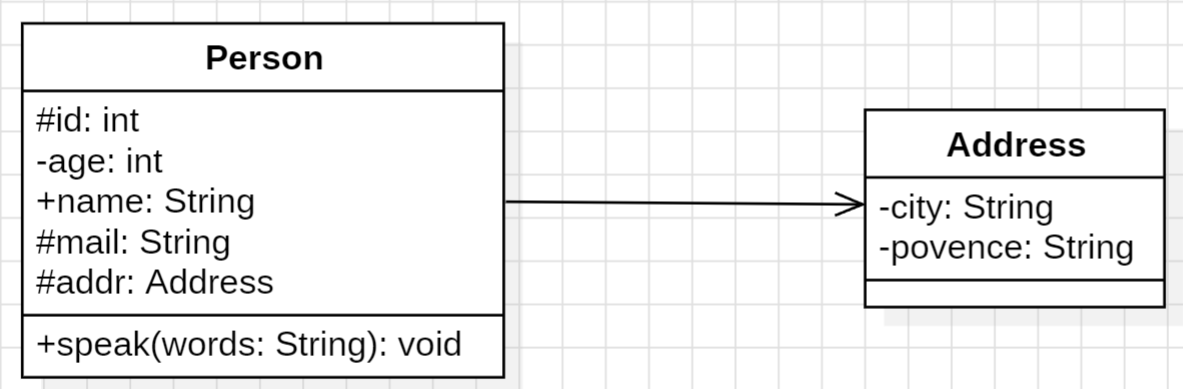 Person
#id: int
-age: int
+name: String
#mail: String
#addr: Address
+speak(words: String): void
Address
-city: String
-povence: String